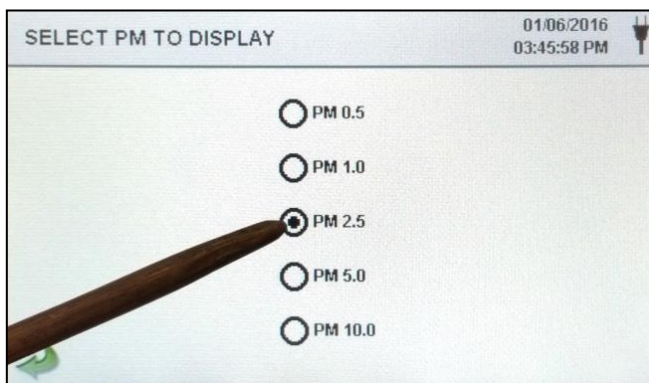 SELECT PM TO DISPLAY
01/06/2016
03:45:58 PM
PM 0.5
PM 1.0
PM 2.5
PM 5.0
PM 10.0